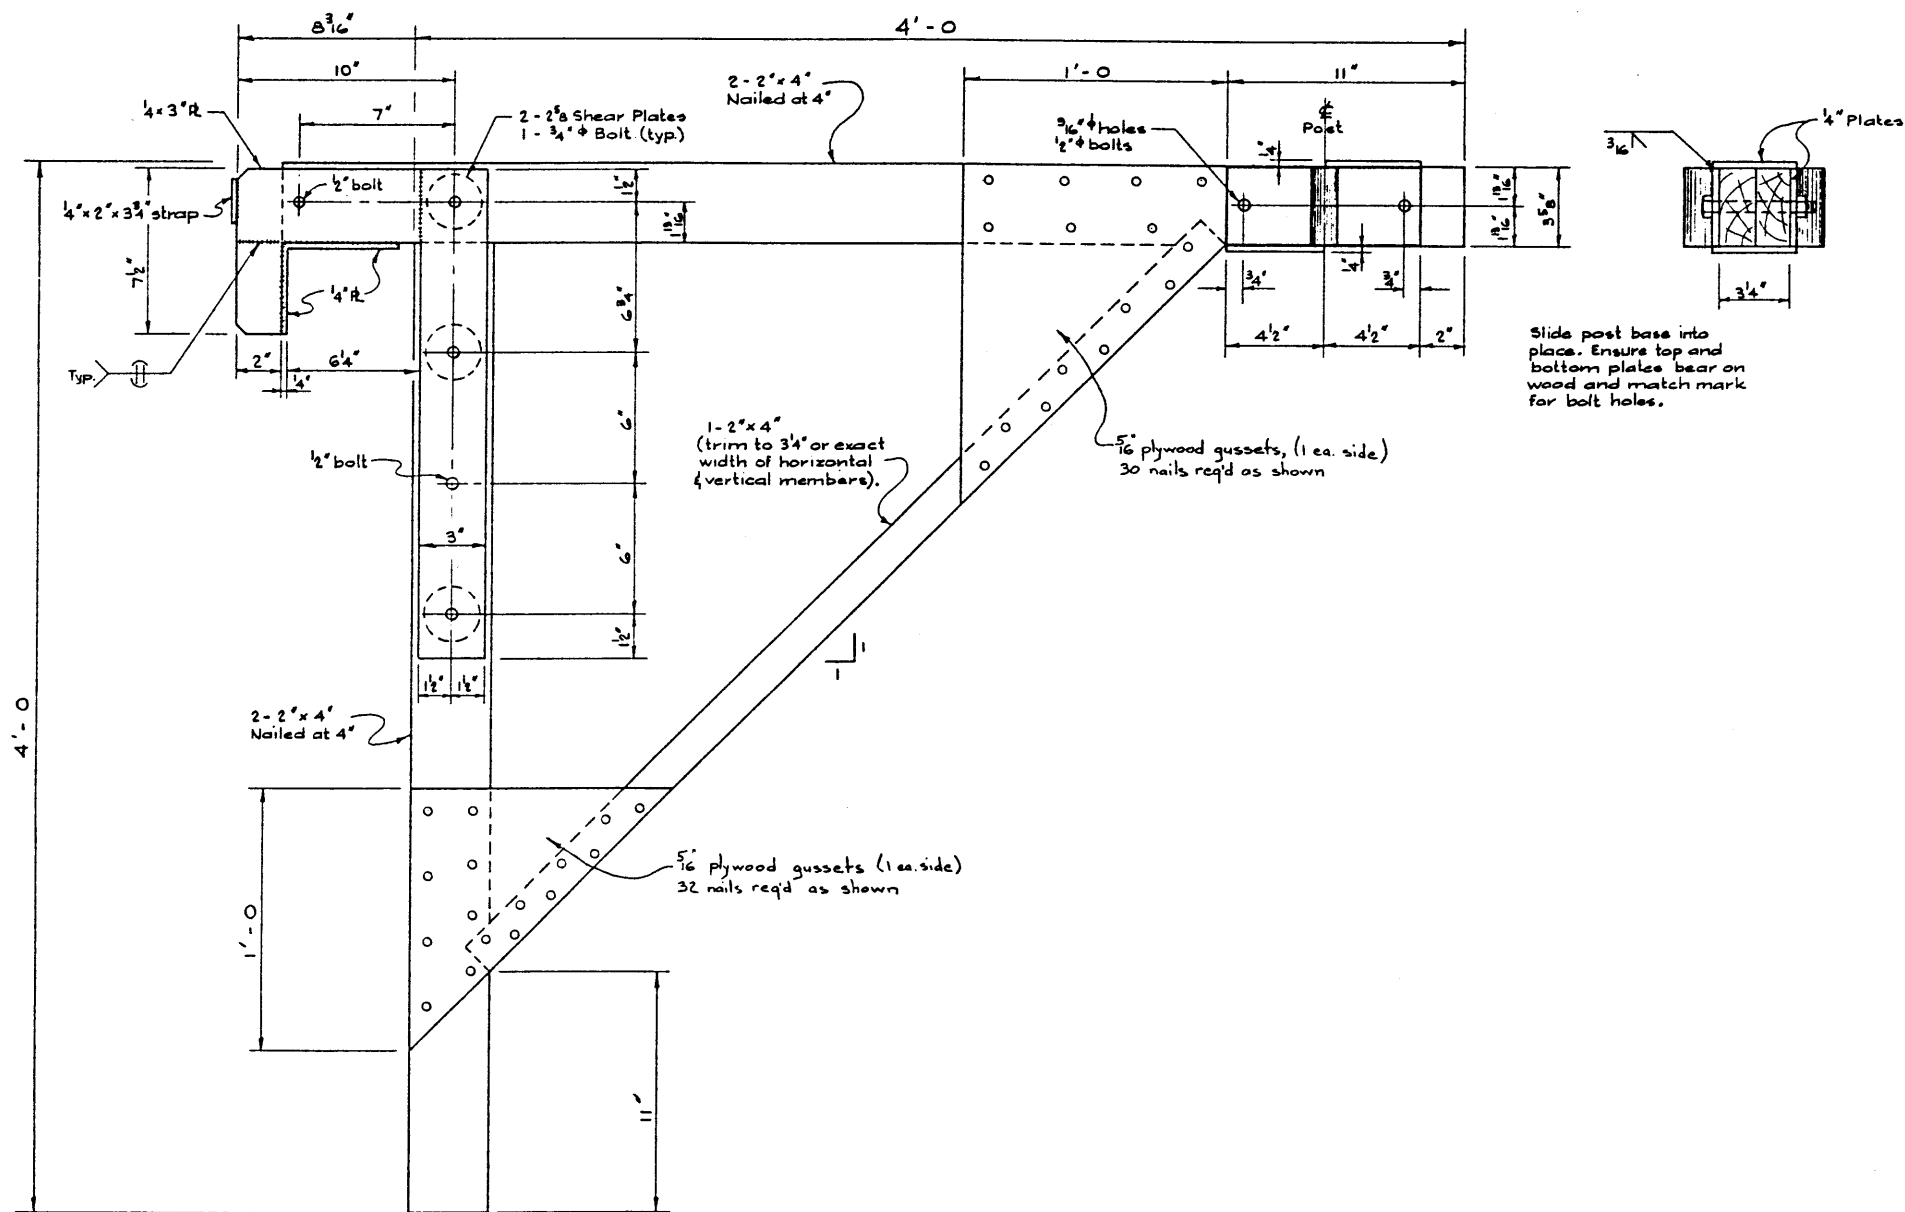 8 3/16"
4'-0
10"
1'-0
11"
7"
1/4 x 3" PL
2 - 2 5/8 Shear Plates
1 - 3/4" φ Bolt (typ.)
2 - 2" x 4"
Nailed at 4"
9/16" φ holes
1/2" φ bolts
℄
Post
1/4"
1/4" Plates
3/16
1/2" bolt
1/4" x 2" x 3 3/4" strap
1 1/2"
1 13/16"
1 13/16"
1 13/16"
3 5/8"
7 1/2"
1/4" PL
6 3/4"
1/4"
3/4"
3/4"
3 1/4"
4 1/2"
4 1/2"
2"
Typ.
2"
1/4"
6 1/4"
Slide post base into
place. Ensure top and
bottom plates bear on
wood and match mark
for bolt holes.
6"
1 - 2" x 4"
(trim to 3 1/4" or exact
width of horizontal
& vertical members).
5/16" plywood gussets, (1 ea. side)
30 nails req'd as shown
1/2" bolt
3"
6"
1 1/2"
1
1
1 1/2"
1 1/2"
4'-0
2 - 2" x 4"
Nailed at 4"
5/16" plywood gussets (1 ea. side)
32 nails req'd as shown
1'-0
11"